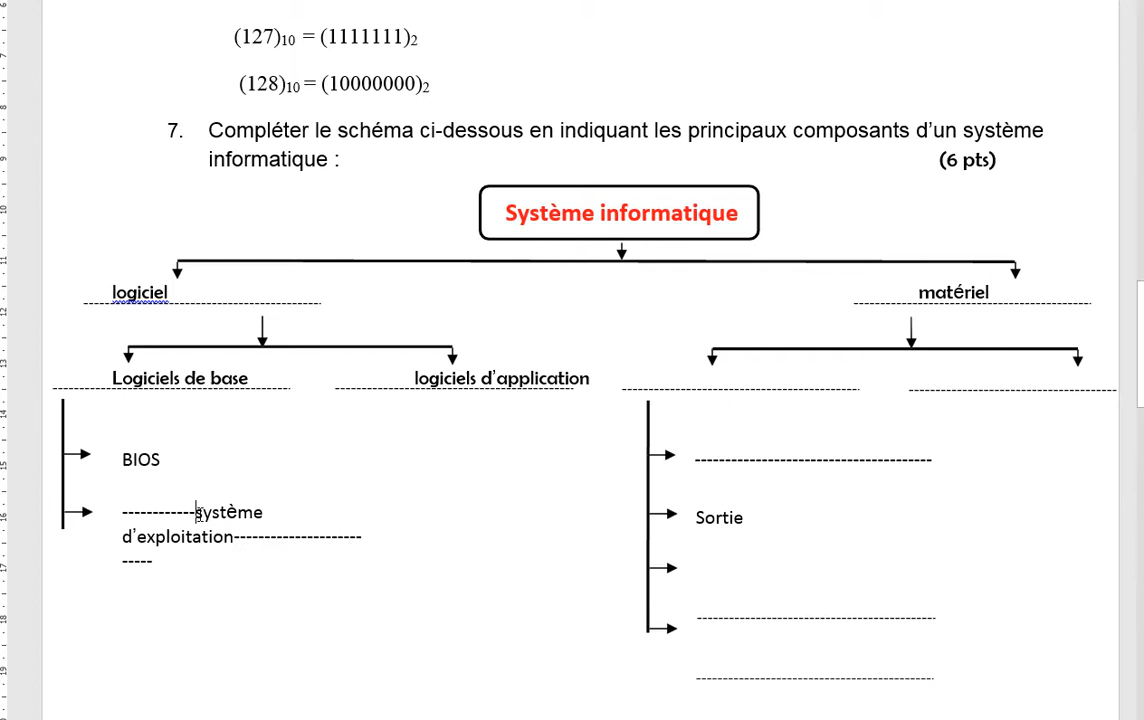 (127)10 = (1111111)2
(128)10 = (10000000)2
7. Compléter le schéma ci-dessous en indiquant les principaux composants d’un système
informatique : (6 pts)
Système informatique
logiciel matériel
Logiciels de base logiciels d’application
BIOS
------------système
d’exploitation---------------------
-----
Sortie